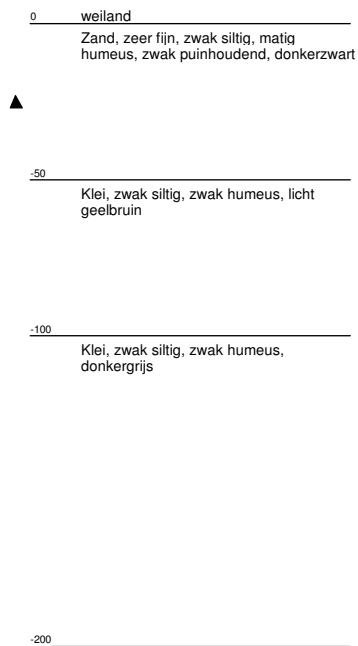 0 weiland
Zand, zeer fijn, zwak siltig, matig
humeus, zwak puinhoudend, donkerzwart
-50
Klei, zwak siltig, zwak humeus, licht
geelbruin
-100
Klei, zwak siltig, zwak humeus,
donkergrijs
-200